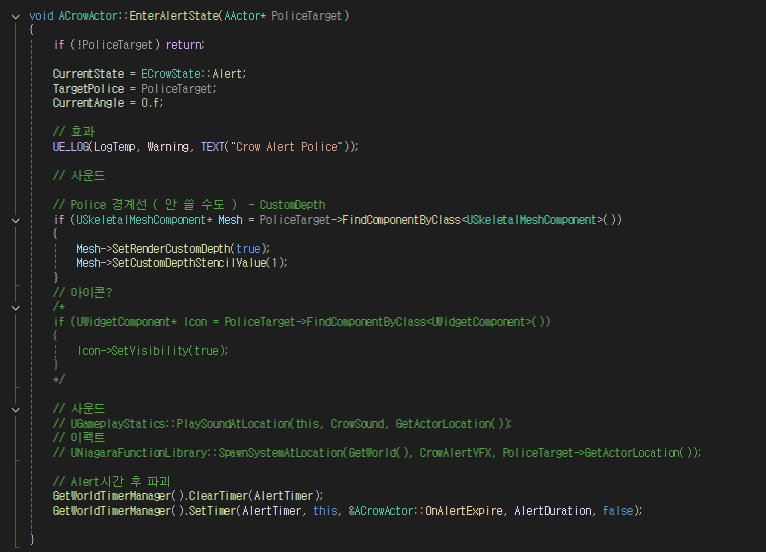 void ACrowActor::EnterAlertState(AActor* PoliceTarget)
{
if (!PoliceTarget) return;
CurrentState = ECrowState::Alert;
TargetPolice = PoliceTarget;
CurrentAngle = 0.f;
// 효과
UE_LOG(LogTemp, Warning, TEXT("Crow Alert Police"));
// 사운드
// Police 경계선 ( 안 쓸 수도 ) - CustomDepth
if (USkeletalMeshComponent* Mesh = PoliceTarget->FindComponentByClass<USkeletalMeshComponent>())
{
Mesh->SetRenderCustomDepth(true);
Mesh->SetCustomDepthStencilValue(1);
}
// 아이콘?
/*
if (UWidgetComponent* Icon = PoliceTarget->FindComponentByClass<UWidgetComponent>())
{
Icon->SetVisibility(true);
}
*/
// 사운드
// UGameplayStatics::PlaySoundAtLocation(this, CrowSound, GetActorLocation());
// 이펙트
// UNiagaraFunctionLibrary::SpawnSystemAtLocation(GetWorld(), CrowAlertVFX, PoliceTarget->GetActorLocation());
// Alert시간 후 파괴
GetWorldTimerManager().ClearTimer(AlertTimer);
GetWorldTimerManager().SetTimer(AlertTimer, this, &ACrowActor::OnAlertExpire, AlertDuration, false);
}